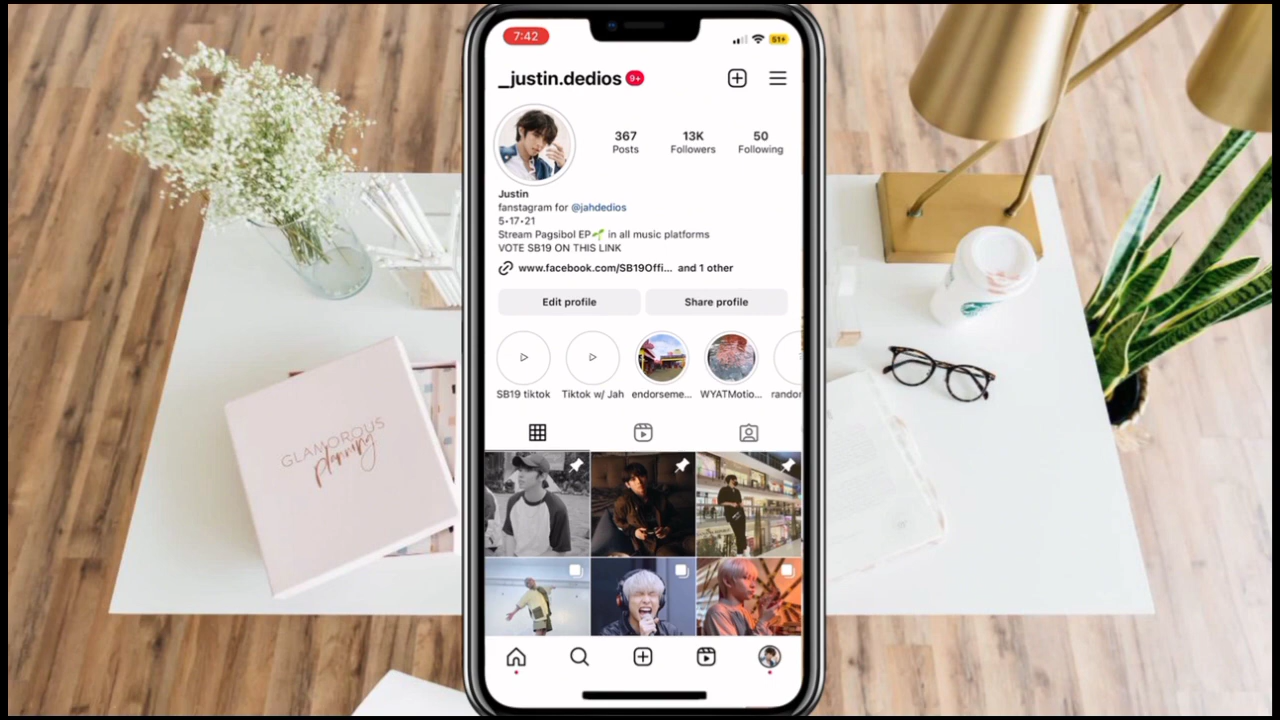 7:42
51+
_justin.dedios 9+
367 13K 50
Posts Followers Following
Justin
fanstagram for @jahdedios
5•17•21
Stream Pagsibol EP🌱 in all music platforms
VOTE SB19 ON THIS LINK
www.facebook.com/SB19Offi... and 1 other
Edit profile Share profile
SB19 tiktok Tiktok w/ Jah endorseme... WYATMotio... random
GLAMOROUS
planning